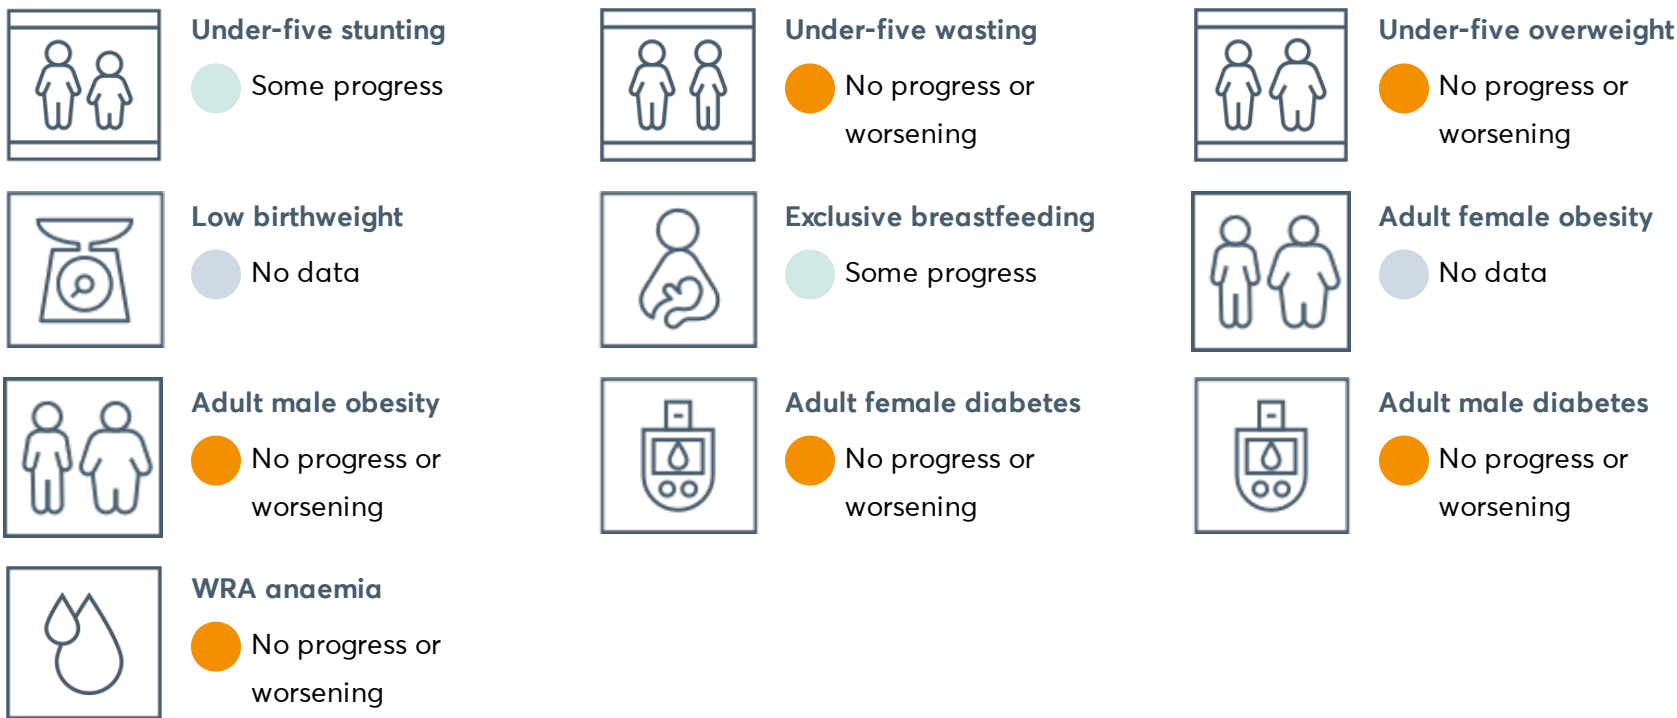 Under-five stunting
Some progress
Under-five wasting
No progress or
worsening
Under-five overweight
No progress or
worsening
Low birthweight
No data
Exclusive breastfeeding
Some progress
Adult female obesity
No data
Adult male obesity
No progress or
worsening
Adult female diabetes
No progress or
worsening
Adult male diabetes
No progress or
worsening
WRA anaemia
No progress or
worsening